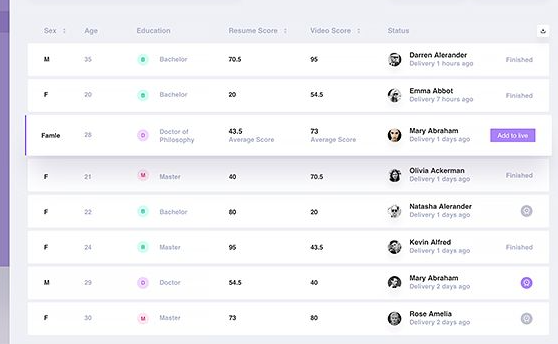 Sex Age Education Resume Score Video Score Status
M 35 B Bachelor 70.5 95 Darren Alerander Finished
Delivery 1 hours ago
F 20 B Bachelor 20 54.5 Emma Abbot Finished
Delivery 7 hours ago
Famle 28 D Doctor of 43.5 73 Mary Abraham Add to live
Philosophy Average Score Average Score Delivery 1 days ago
F 21 M Master 40 70.5 Olivia Ackerman Finished
Delivery 1 days ago
F 22 B Bachelor 80 20 Natasha Alerander
Delivery 1 days ago
F 24 B Master 95 43.5 Kevin Alfred Finished
Delivery 1 days ago
M 29 D Doctor 54.5 40 Mary Abraham
Delivery 2 days ago
F 30 M Master 73 80 Rose Amelia
Delivery 2 days ago